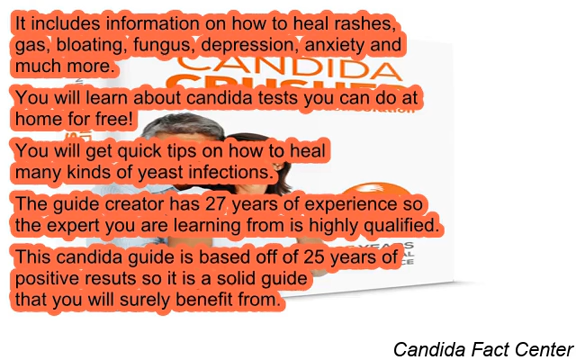 It includes information on how to heal rashes,
gas, bloating, fungus, depression, anxiety and
much more.
CANDIDA
You will learn about candida tests you can do at
home for free!
You will get quick tips on how to heal
many kinds of yeast infections.
The guide creator has 27 years of experience so
the expert you are learning from is highly qualified.
YEARS
This candida guide is based off of 25 years of
positive resuts so it is a solid guide
that you will surely benefit from.
Candida Fact Center